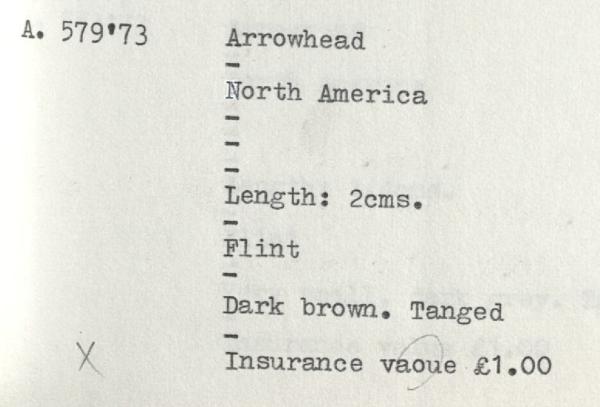 A. 579'73 Arrowhead
-
North America
-
-
-
Length: 2cms.
-
Flint
-
Dark brown. Tanged
-
X Insurance vaoue £1.00